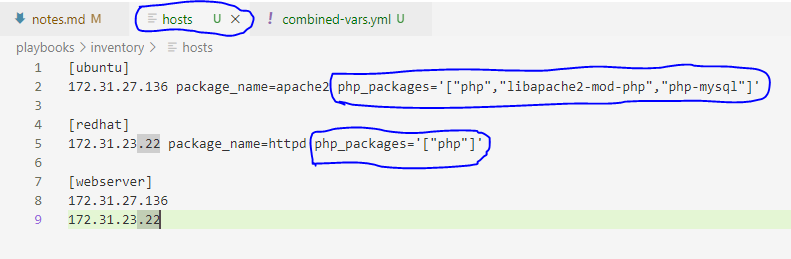 notes.md M hosts U combined-vars.yml U
playbooks > inventory > hosts
1 [ubuntu]
2 172.31.27.136 package_name=apache2 php_packages='["php","libapache2-mod-php","php-mysql"]'
3
4 [redhat]
5 172.31.23.22 package_name=httpd php_packages='["php"]'
6
7 [webserver]
8 172.31.27.136
9 172.31.23.22